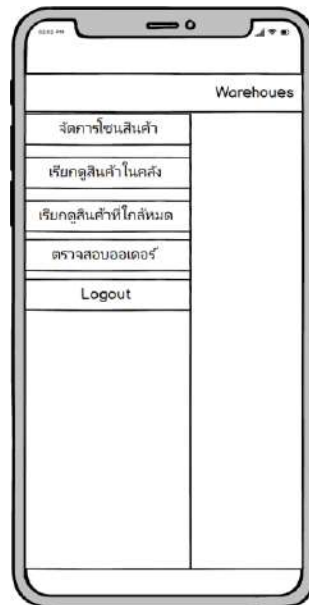 Warehoues
จัดการโซนสินค้า
เรียกดูสินค้าในคลัง
เรียกดูสินค้าที่ใกล้หมด
ตรวจสอบออเดอร์
Logout